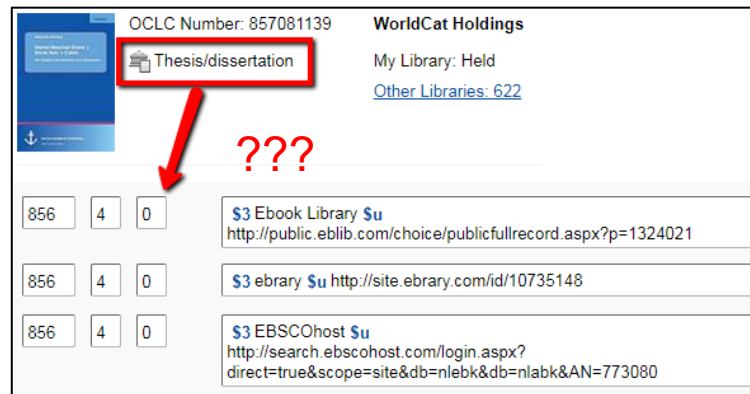 OCLC Number: 857081139
WorldCat Holdings
Thesis/dissertation
My Library: Held
Other Libraries: 622
???
856 4 0 $3 Ebook Library $u
http://public.eblib.com/choice/publicfullrecord.aspx?p=1324021
856 4 0 $3 ebrary $u http://site.ebrary.com/id/10735148
856 4 0 $3 EBSCOhost $u
http://search.ebscohost.com/login.aspx?
direct=true&scope=site&db=nlebk&db=nlabk&AN=773080